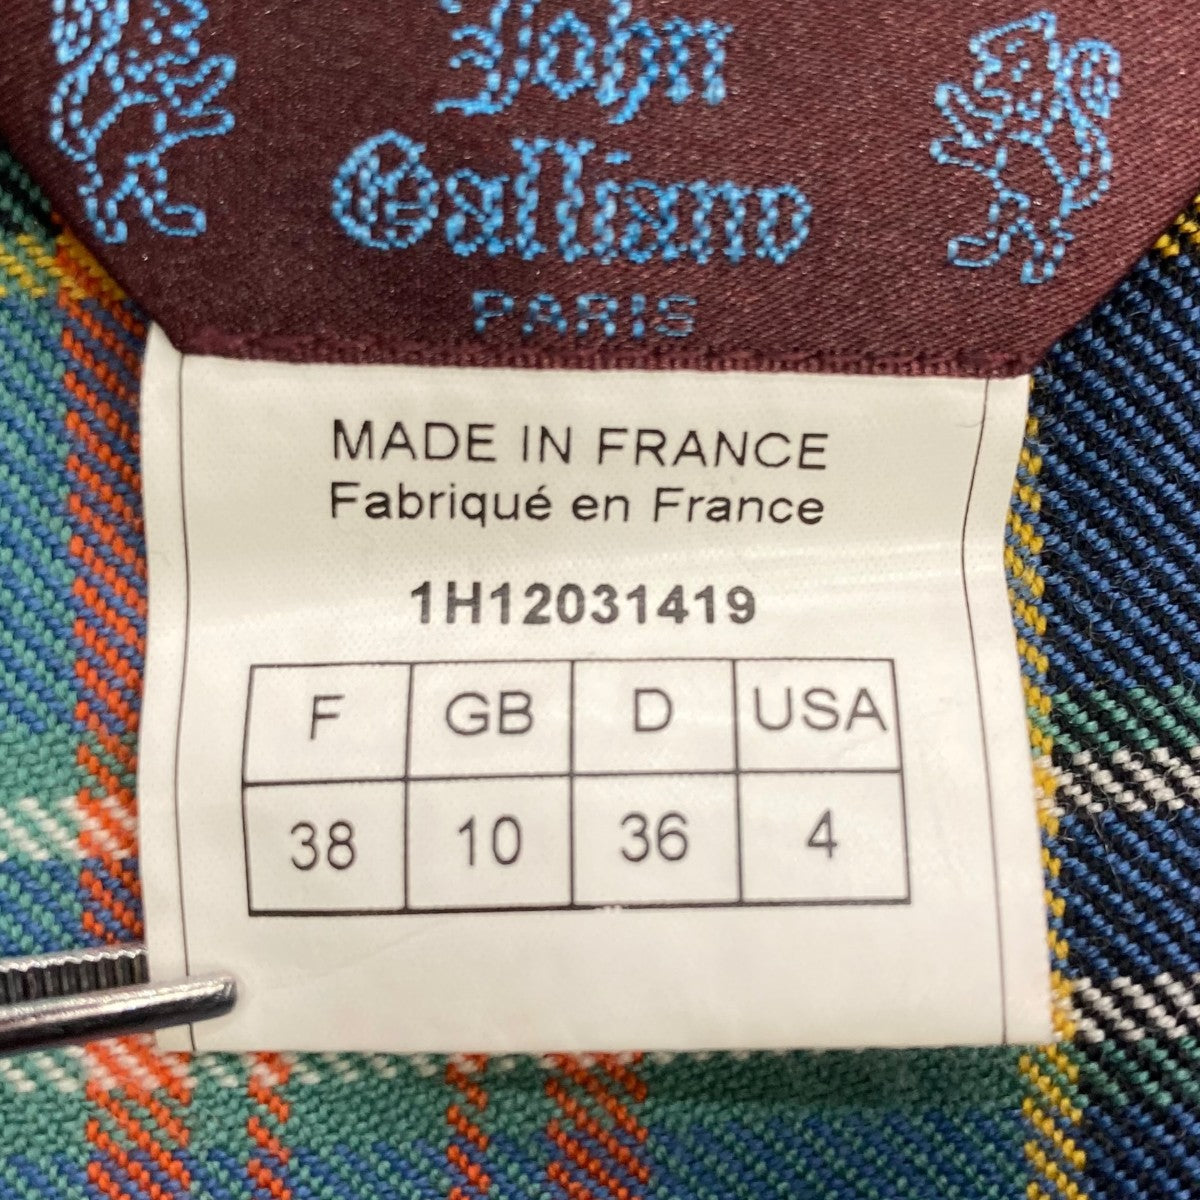 John
Galliano
PARIS
MADE IN FRANCE
Fabriqué en France
1H12031419
F GB D USA
38 10 36 4